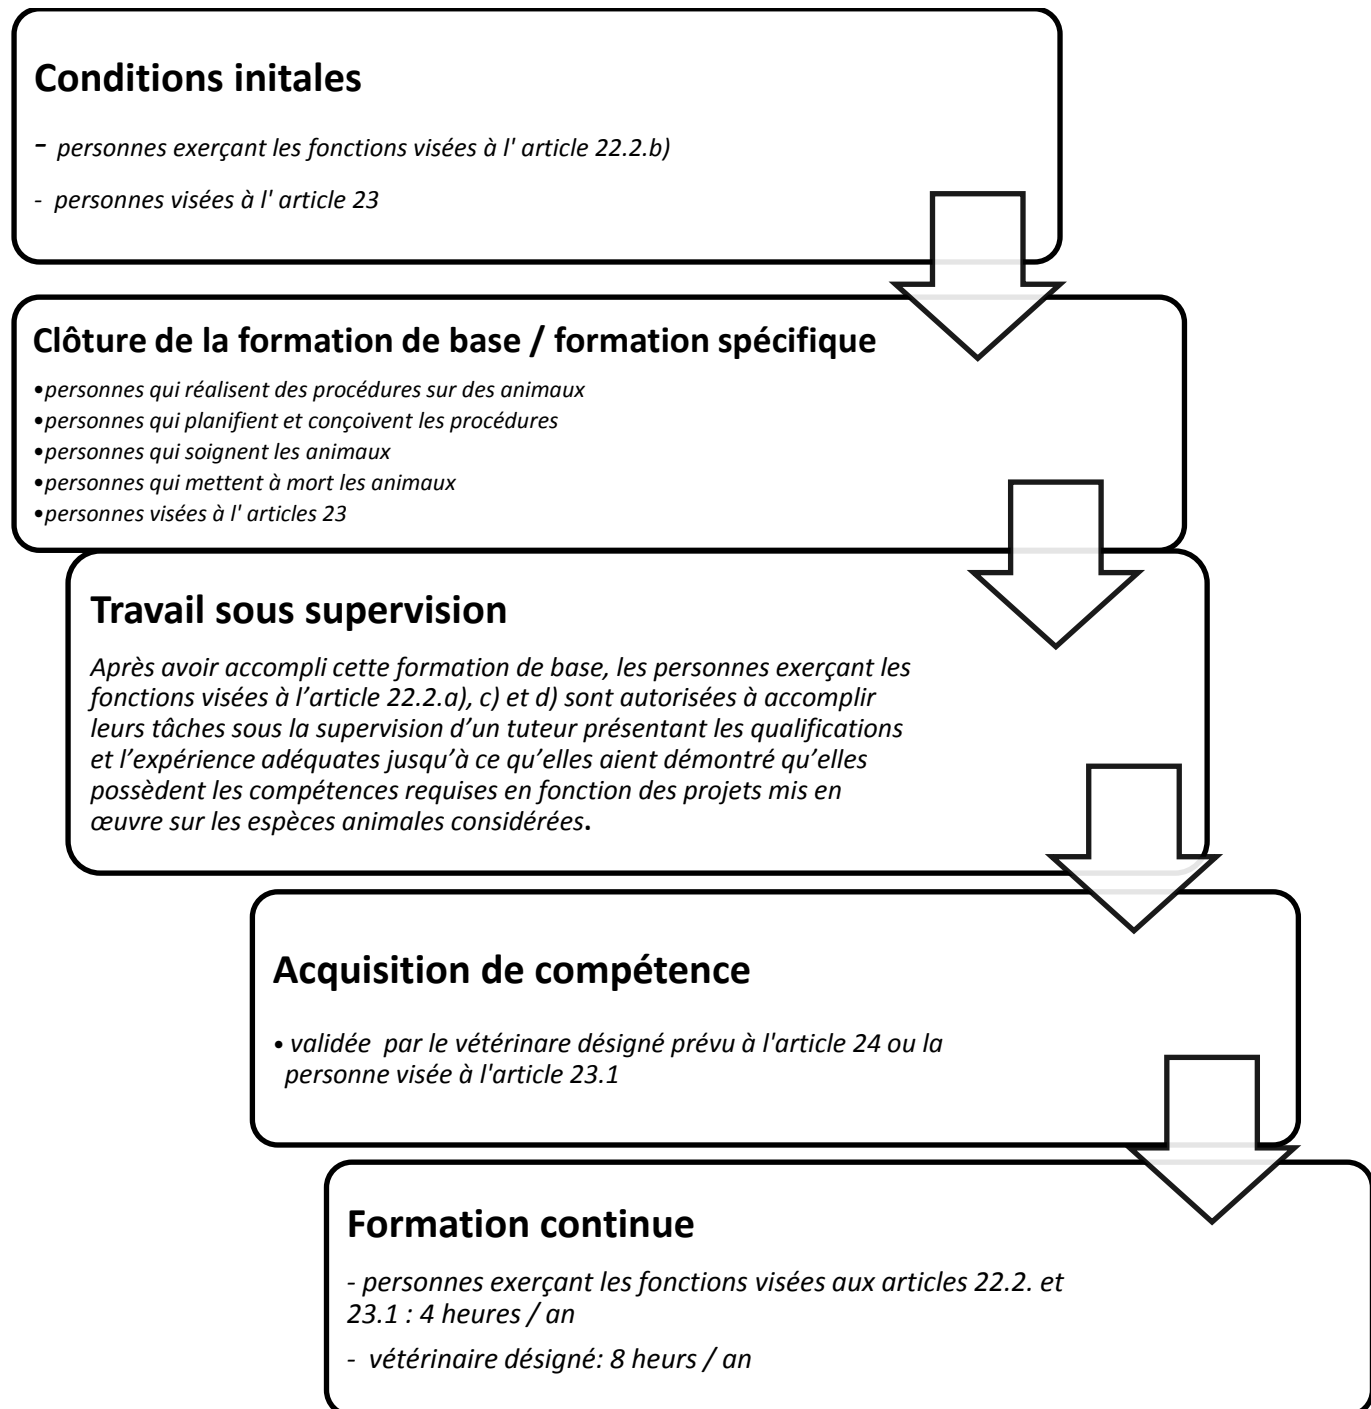 Conditions initales
- personnes exerçant les fonctions visées à l' article 22.2.b)
- personnes visées à l' article 23
Clôture de la formation de base / formation spécifique
•personnes qui réalisent des procédures sur des animaux
•personnes qui planifient et conçoivent les procédures
•personnes qui soignent les animaux
•personnes qui mettent à mort les animaux
•personnes visées à l' articles 23
Travail sous supervision
Après avoir accompli cette formation de base, les personnes exerçant les
fonctions visées à l’article 22.2.a), c) et d) sont autorisées à accomplir
leurs tâches sous la supervision d’un tuteur présentant les qualifications
et l’expérience adéquates jusqu’à ce qu’elles aient démontré qu’elles
possèdent les compétences requises en fonction des projets mis en
œuvre sur les espèces animales considérées.
Acquisition de compétence
• validée par le vétérinare désigné prévu à l'article 24 ou la
personne visée à l'article 23.1
Formation continue
- personnes exerçant les fonctions visées aux articles 22.2. et
23.1 : 4 heures / an
- vétérinaire désigné: 8 heurs / an